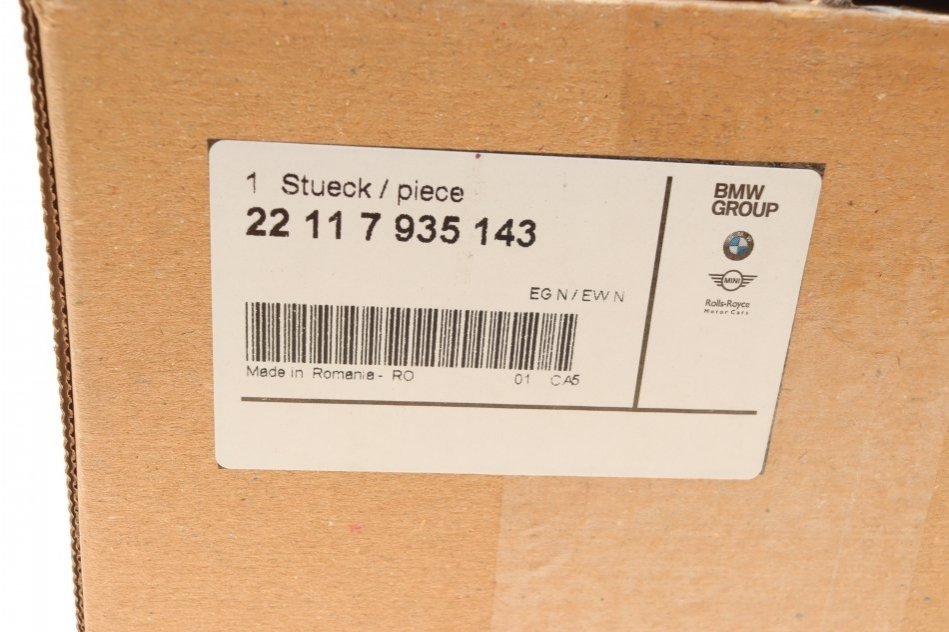 1 Stueck / piece
22 11 7 935 143
EG N / EW N
Made in Romania - RO 01 CA5
BMW
GROUP
MINI
Rolls-Royce
Motor Cars